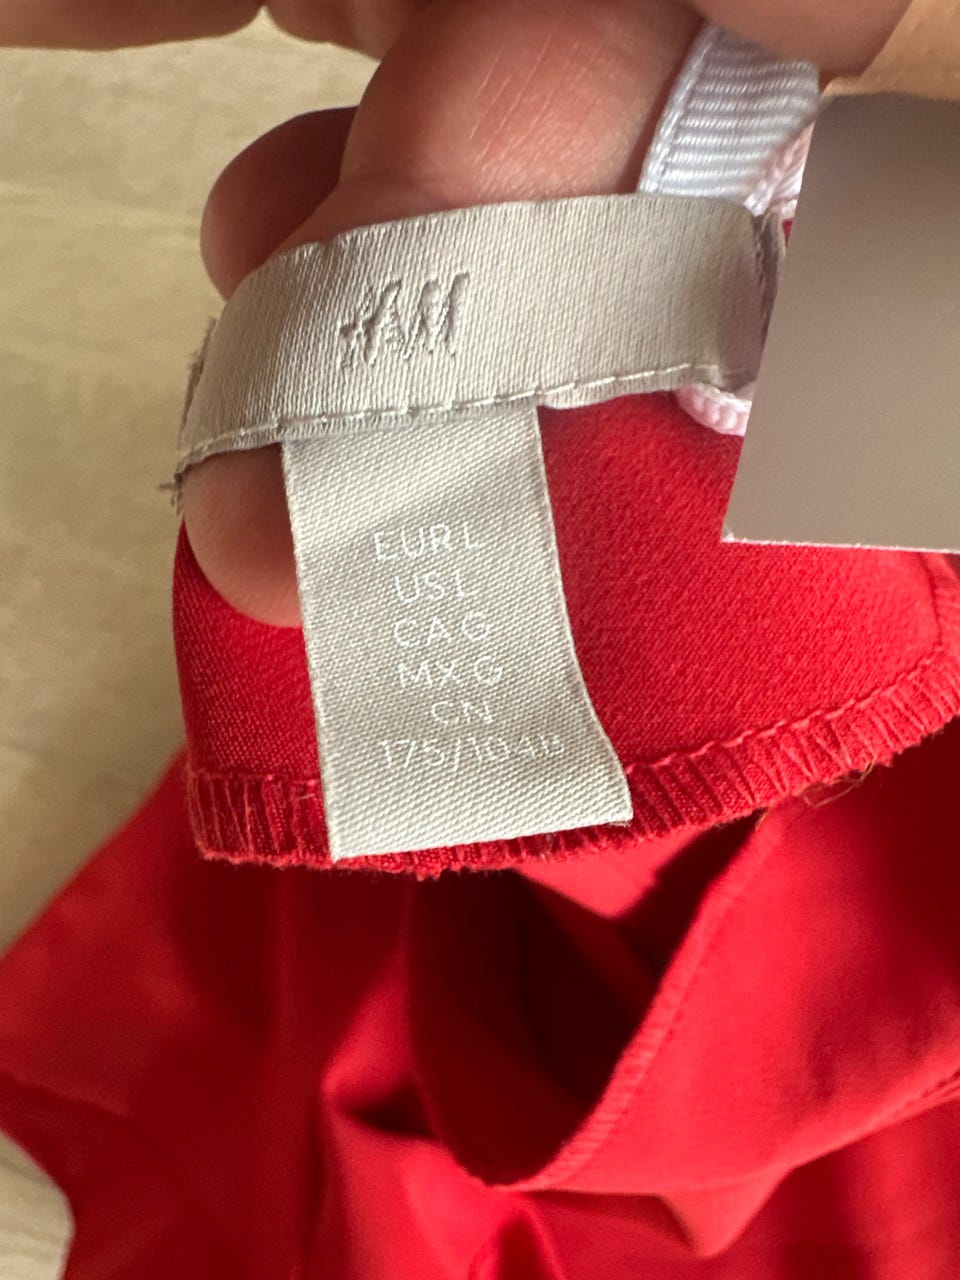 H&M
EUR L
US L
CA G
MX G
CN
175/104B